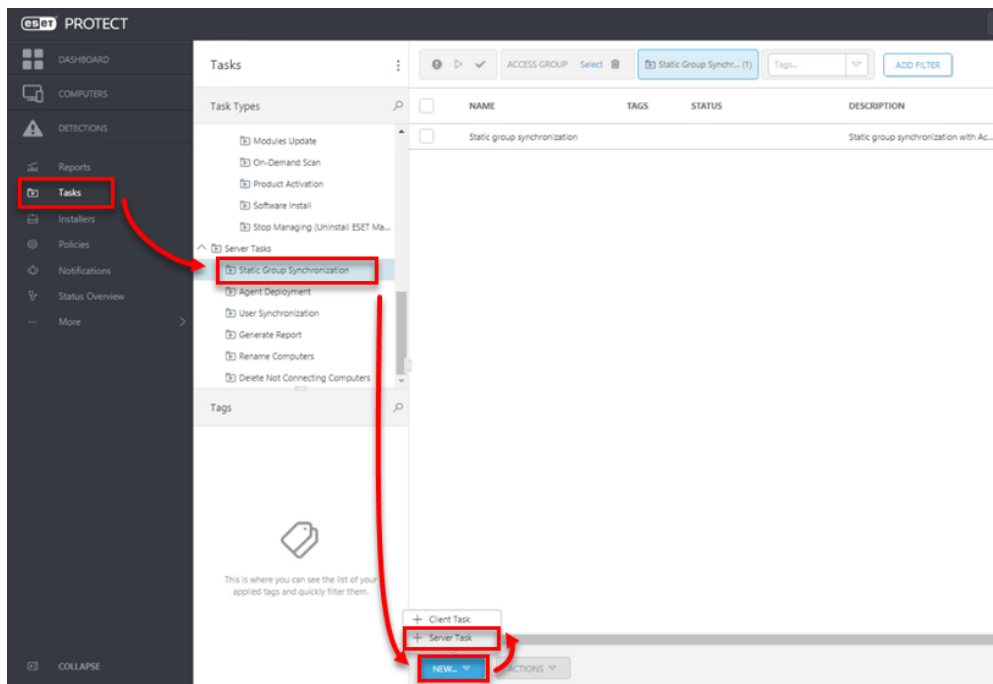 eset PROTECT
DASHBOARD
COMPUTERS
DETECTIONS
Reports
Tasks
Installers
Policies
Notifications
Status Overview
More
COLLAPSE
Tasks
Task Types
Modules Update
On-Demand Scan
Product Activation
Software Install
Stop Managing (Uninstall ESET Ma...
Server Tasks
Static Group Synchronization
Agent Deployment
User Synchronization
Generate Report
Rename Computers
Delete Not Connecting Computers
Tags
This is where you can see the list of your
applied tags and quickly filter them.
ACCESS GROUP Select
Static Group Synchr... (1)
Tags...
ADD FILTER
NAME TAGS STATUS DESCRIPTION
Static group synchronization Static group synchronization with Ac...
Client Task
Server Task
NEW...
ACTIONS